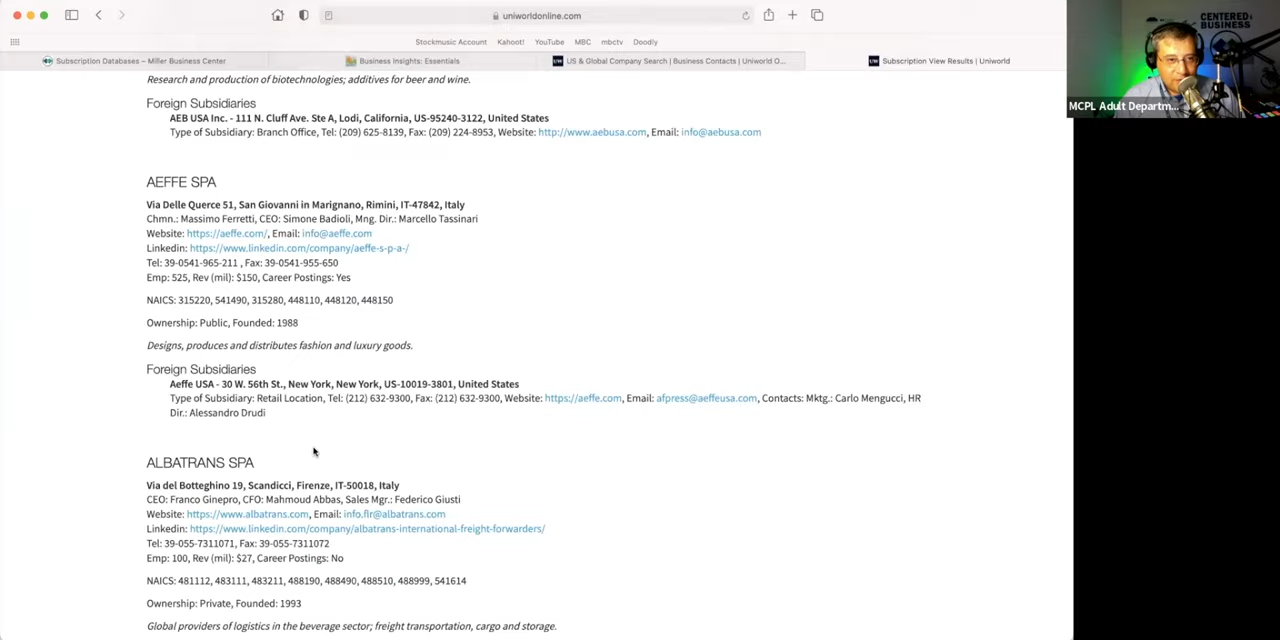 uniworldonline.com
CENTERED
BUSINESS
Stockmusic Account Kahoot! YouTube MBC mbctv Doodly
Subscription Databases – Miller Business Center
Business Insights: Essentials
US & Global Company Search | Business Contacts | Uniworld O...
Subscription View Results | Uniworld
MCPL Adult Departm...
Research and production of biotechnologies; additives for beer and wine.
Foreign Subsidiaries
AEB USA Inc. - 111 N. Cluff Ave. Ste A, Lodi, California, US-95240-3122, United States
Type of Subsidiary: Branch Office, Tel: (209) 625-8139, Fax: (209) 224-8953, Website: http://www.aebusa.com, Email: info@aebusa.com
AEFFE SPA
Via Delle Querce 51, San Giovanni in Marignano, Rimini, IT-47842, Italy
Chmn.: Massimo Ferretti, CEO: Simone Badioli, Mng. Dir.: Marcello Tassinari
Website: https://aeffe.com/, Email: info@aeffe.com
Linkedin: https://www.linkedin.com/company/aeffe-s-p-a-/
Tel: 39-0541-965-211 , Fax: 39-0541-955-650
Emp: 525, Rev (mil): $150, Career Postings: Yes
NAICS: 315220, 541490, 315280, 448110, 448120, 448150
Ownership: Public, Founded: 1988
Designs, produces and distributes fashion and luxury goods.
Foreign Subsidiaries
Aeffe USA - 30 W. 56th St., New York, New York, US-10019-3801, United States
Type of Subsidiary: Retail Location, Tel: (212) 632-9300, Fax: (212) 632-9300, Website: https://aeffe.com, Email: afpress@aeffeusa.com, Contacts: Mktg.: Carlo Mengucci, HR
Dir.: Alessandro Drudi
ALBATRANS SPA
Via del Botteghino 19, Scandicci, Firenze, IT-50018, Italy
CEO: Franco Ginepro, CFO: Mahmoud Abbas, Sales Mgr.: Federico Giusti
Website: https://www.albatrans.com, Email: info.flr@albatrans.com
Linkedin: https://www.linkedin.com/company/albatrans-international-freight-forwarders/
Tel: 39-055-7311071, Fax: 39-055-7311072
Emp: 100, Rev (mil): $27, Career Postings: No
NAICS: 481112, 483111, 483211, 488190, 488490, 488510, 488999, 541614
Ownership: Private, Founded: 1993
Global providers of logistics in the beverage sector; freight transportation, cargo and storage.